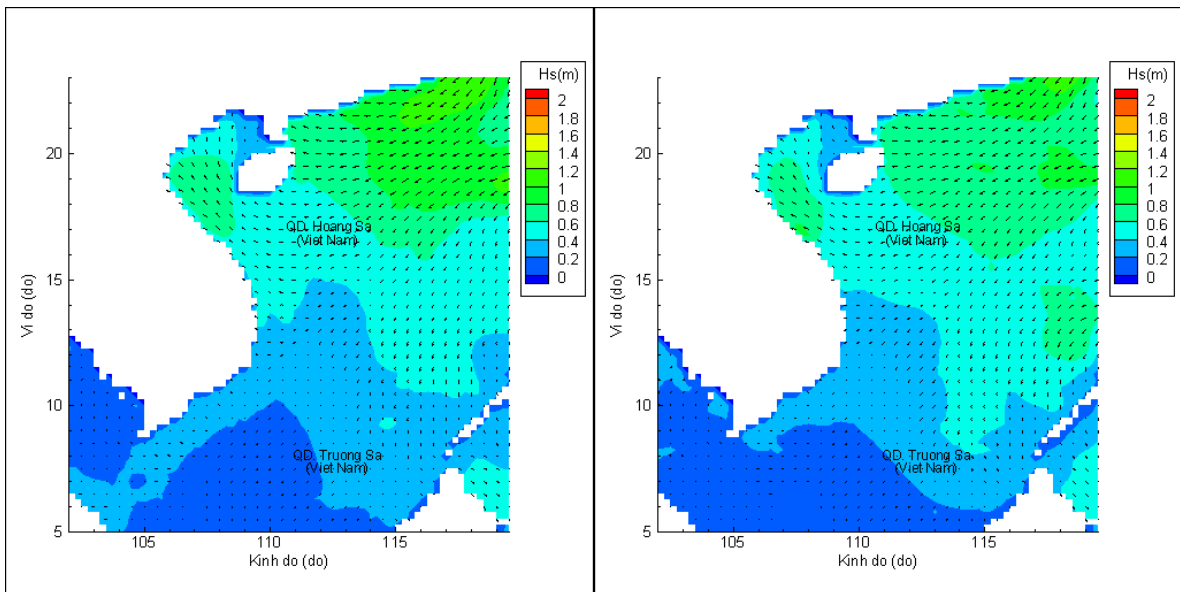 Hs(m)
2
1.8
1.6
1.4
1.2
1
0.8
0.6
0.4
0.2
0
20
15
10
5
105
110
115
Vi do (do)
Kinh do (do)
QD. Hoang Sa
(Viet Nam)
QD. Truong Sa
(Viet Nam)
Hs(m)
2
1.8
1.6
1.4
1.2
1
0.8
0.6
0.4
0.2
0
20
15
10
5
105
110
115
Vi do (do)
Kinh do (do)
QD. Hoang Sa
(Viet Nam)
QD. Truong Sa
(Viet Nam)